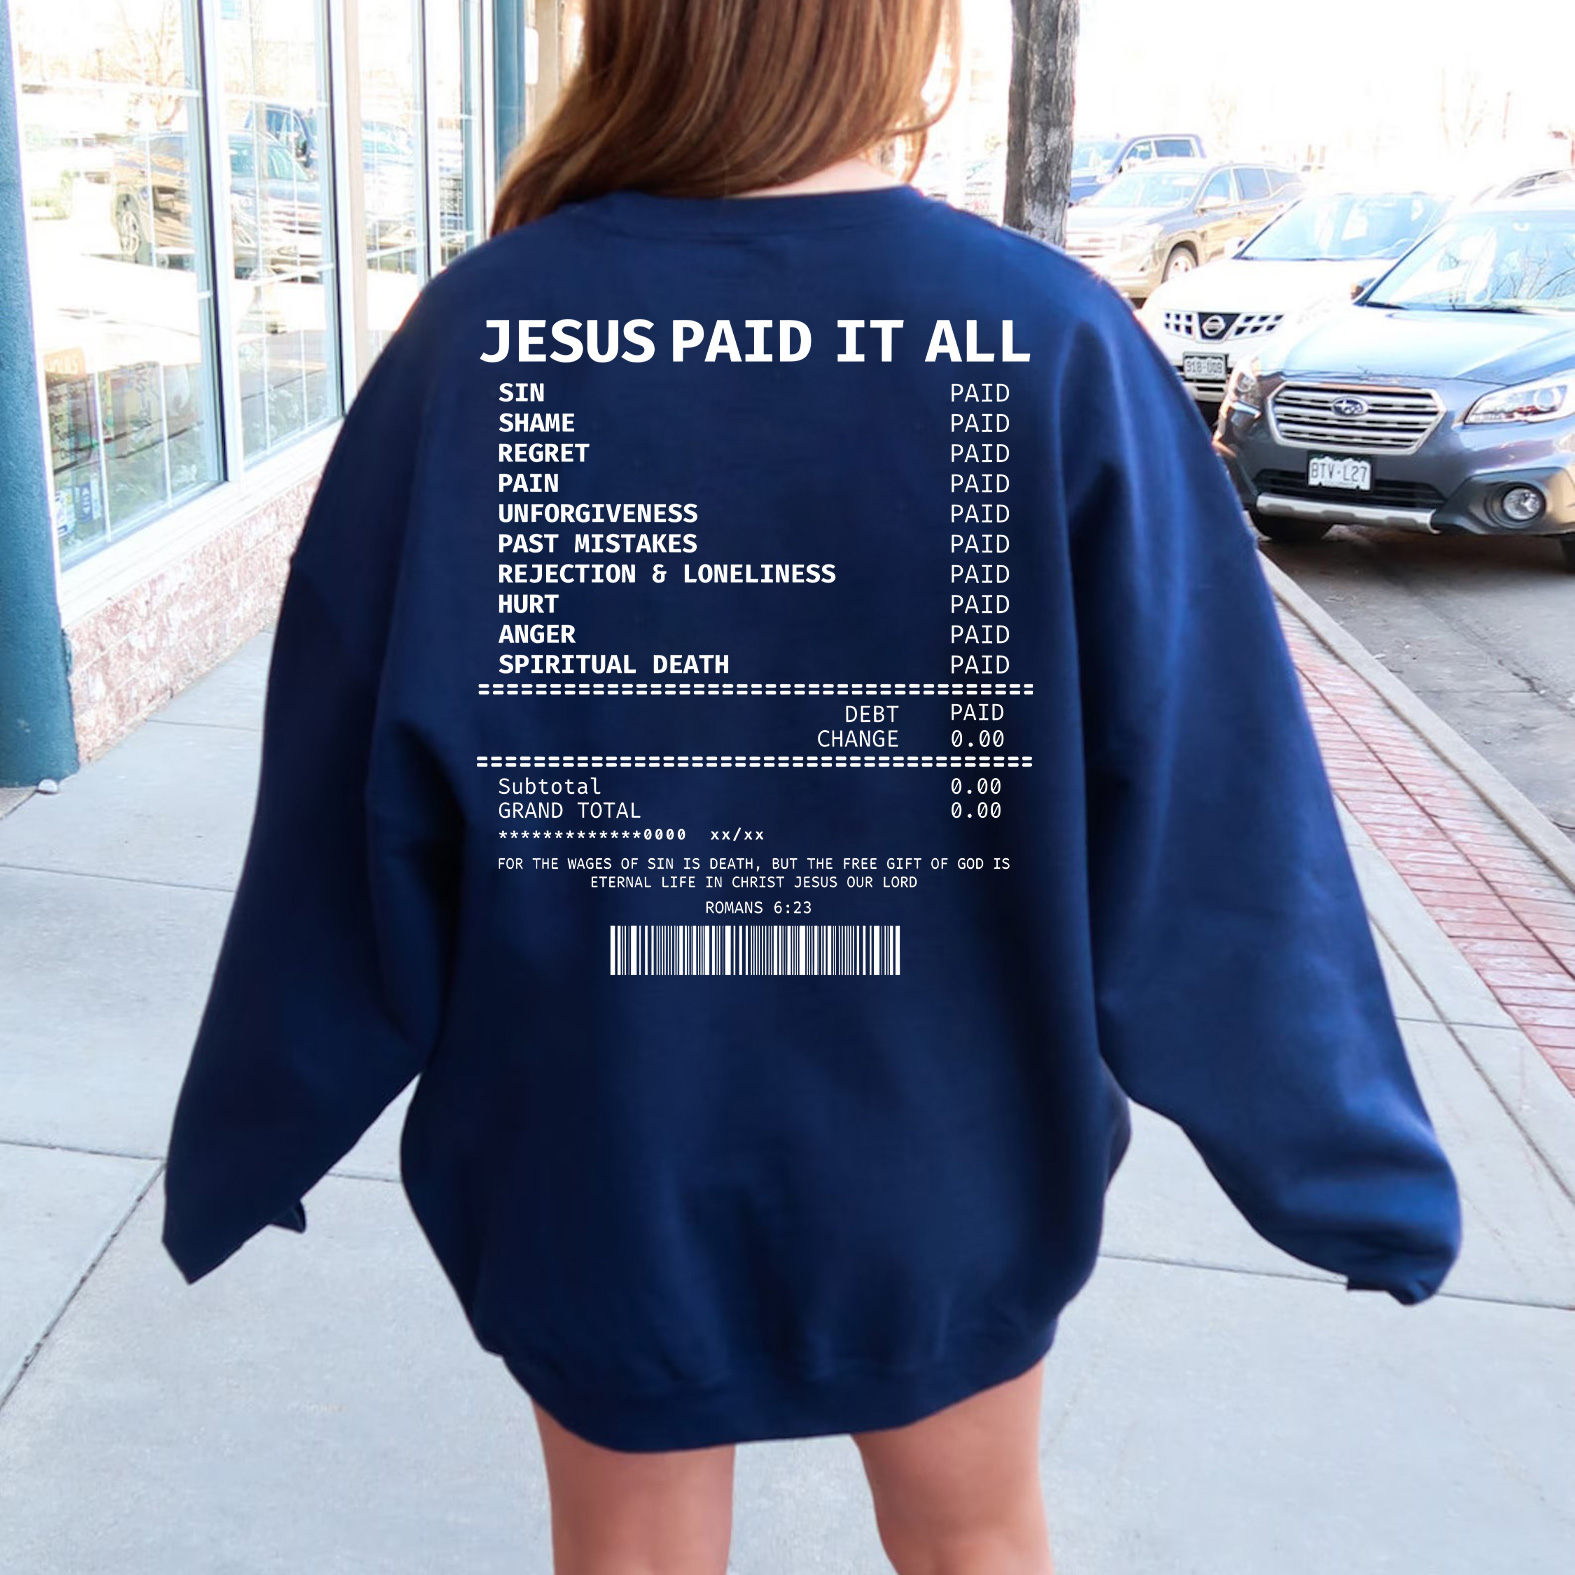 JESUS PAID IT ALL
SIN PAID
SHAME PAID
REGRET PAID
PAIN PAID
UNFORGIVENESS PAID
PAST MISTAKES PAID
REJECTION & LONELINESS PAID
HURT PAID
ANGER PAID
SPIRITUAL DEATH PAID
DEBT PAID
CHANGE 0.00
Subtotal 0.00
GRAND TOTAL 0.00
*************0000 xx/xx
FOR THE WAGES OF SIN IS DEATH, BUT THE FREE GIFT OF GOD IS
ETERNAL LIFE IN CHRIST JESUS OUR LORD
ROMANS 6:23
BTV-L27